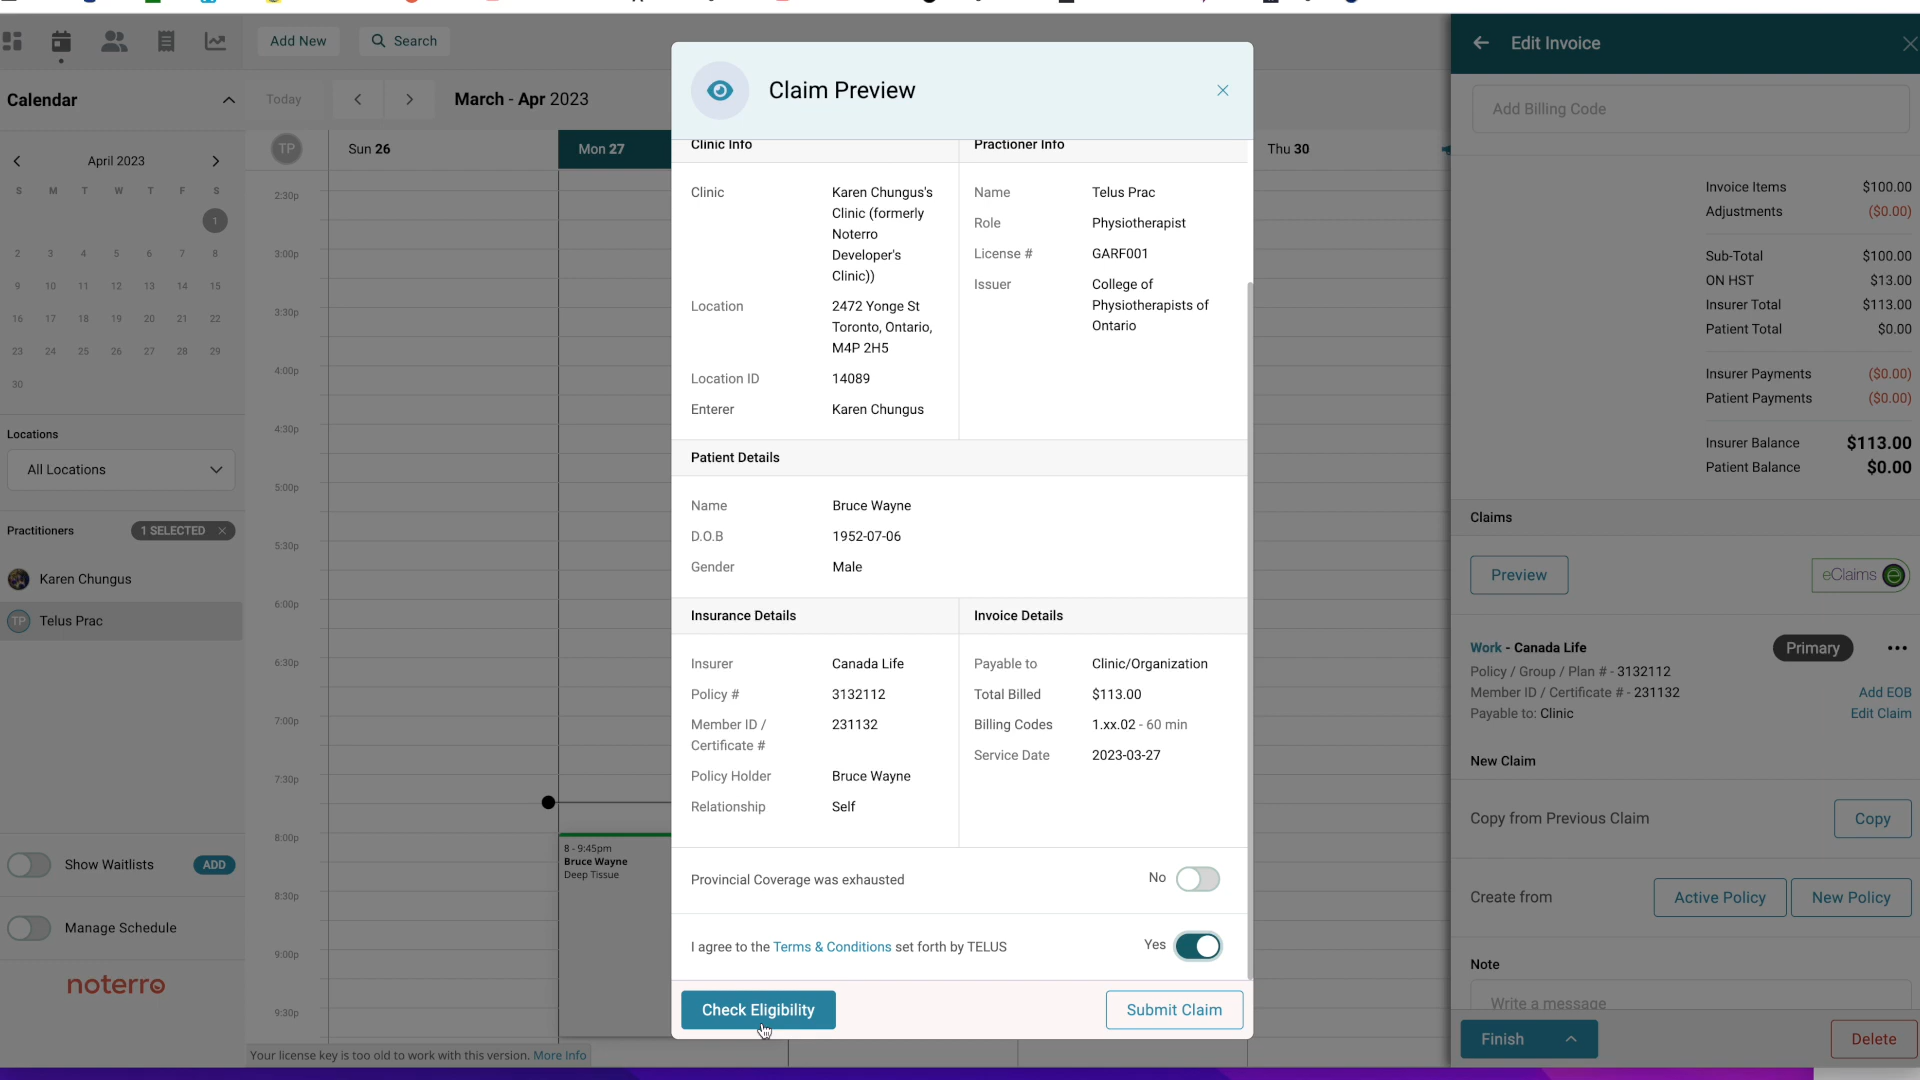 Add New
Search
Calendar
Today
March - Apr 2023
TP
Sun 26
Mon 27
Thu 30
April 2023
S M T W T F S
1
2 3 4 5 6 7 8
9 10 11 12 13 14 15
16 17 18 19 20 21 22
23 24 25 26 27 28 29
30
Locations
All Locations
Practitioners
1 SELECTED
Karen Chungus
TP Telus Prac
Show Waitlists
ADD
Manage Schedule
noterro
2:30p
3:00p
3:30p
4:00p
4:30p
5:00p
5:30p
6:00p
6:30p
7:00p
7:30p
8:00p
8:30p
9:00p
9:30p
8 - 9:45pm
Bruce Wayne
Deep Tissue
Your license key is too old to work with this version. More Info
Claim Preview
Clinic Info
Clinic Karen Chungus's
Clinic (formerly
Noterro
Developer's
Clinic))
Location 2472 Yonge St
Toronto, Ontario,
M4P 2H5
Location ID 14089
Enterer Karen Chungus
Practioner Info
Name Telus Prac
Role Physiotherapist
License # GARF001
Issuer College of
Physiotherapists of
Ontario
Patient Details
Name Bruce Wayne
D.O.B 1952-07-06
Gender Male
Insurance Details
Insurer Canada Life
Policy # 3132112
Member ID / 231132
Certificate #
Policy Holder Bruce Wayne
Relationship Self
Invoice Details
Payable to Clinic/Organization
Total Billed $113.00
Billing Codes 1.xx.02 - 60 min
Service Date 2023-03-27
Provincial Coverage was exhausted No
I agree to the Terms & Conditions set forth by TELUS Yes
Check Eligibility
Submit Claim
Edit Invoice
Add Billing Code
Invoice Items $100.00
Adjustments ($0.00)
Sub-Total $100.00
ON HST $13.00
Insurer Total $113.00
Patient Total $0.00
Insurer Payments ($0.00)
Patient Payments ($0.00)
Insurer Balance $113.00
Patient Balance $0.00
Claims
Preview
eClaims e
Work - Canada Life Primary
Policy / Group / Plan # - 3132112
Member ID / Certificate # - 231132 Add EOB
Payable to: Clinic Edit Claim
New Claim
Copy from Previous Claim Copy
Create from Active Policy New Policy
Note
Write a message
Finish
Delete